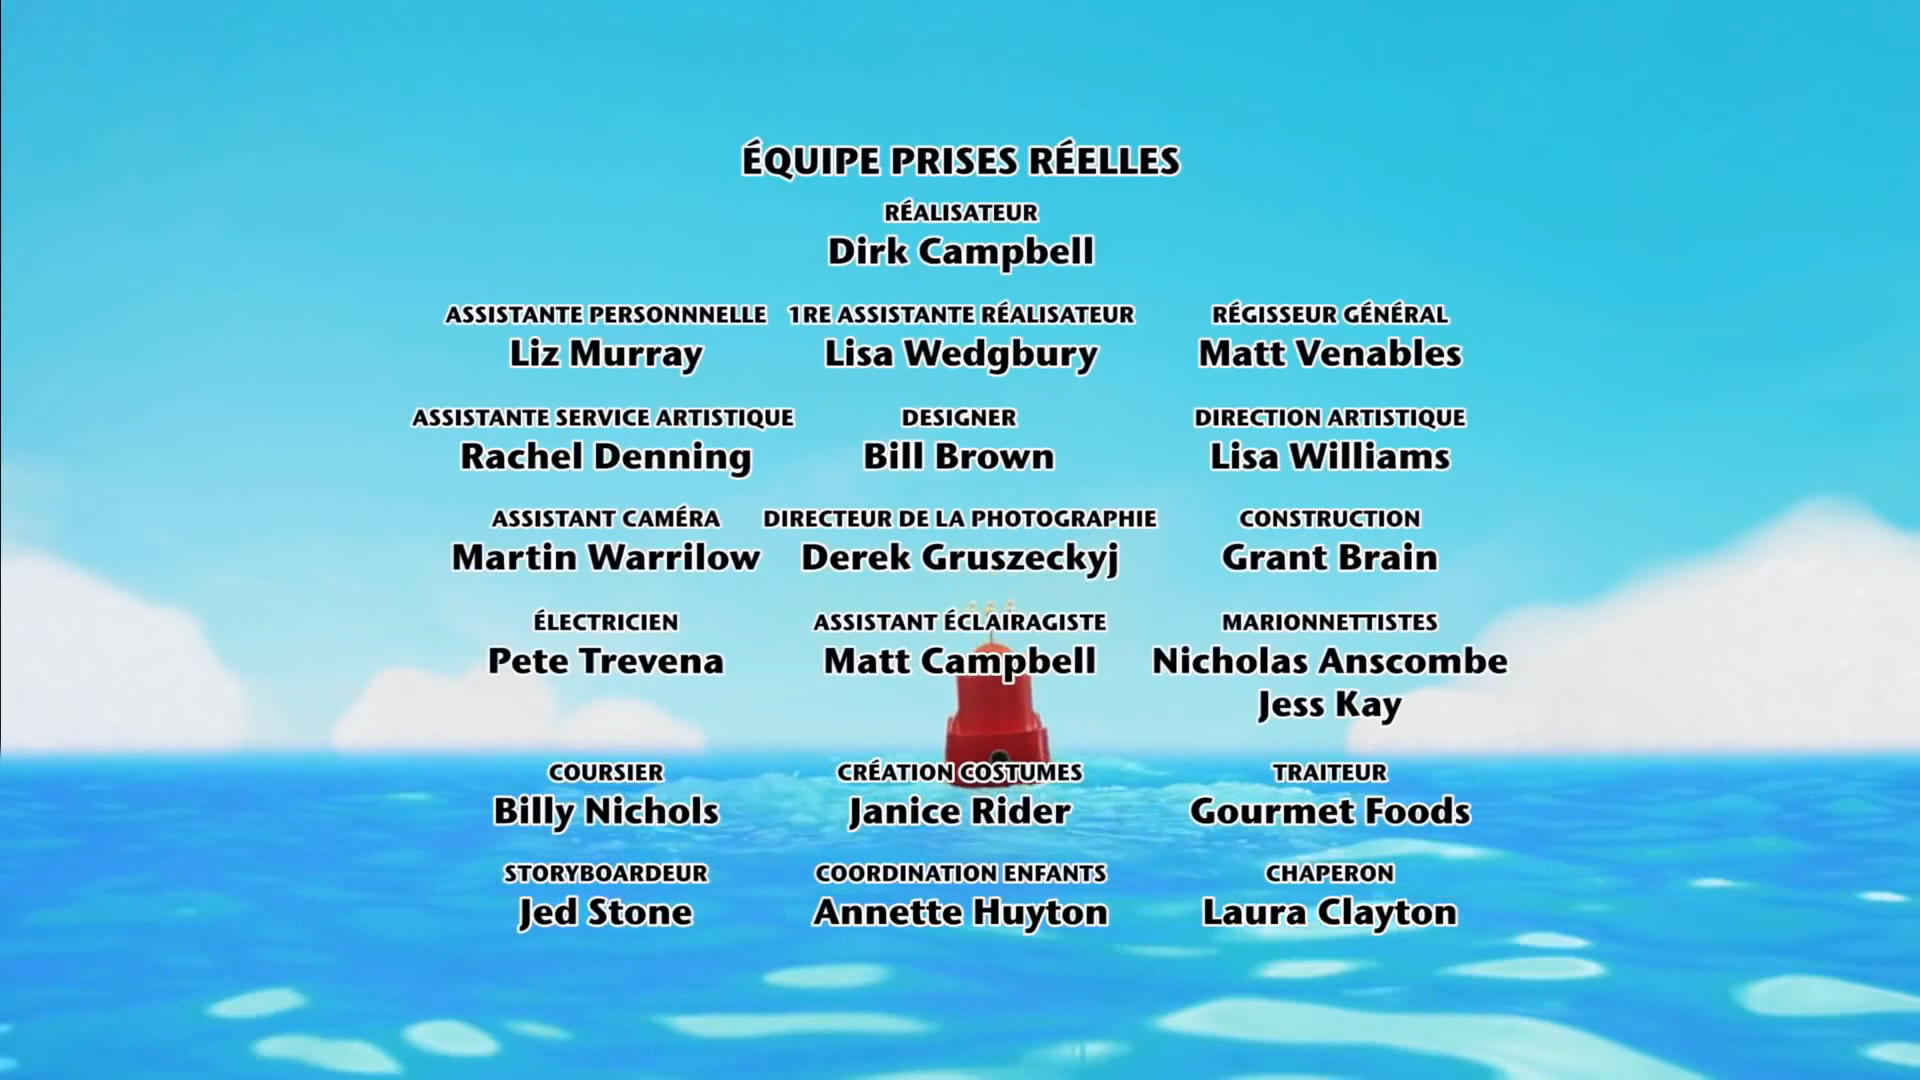 ÉQUIPE PRISES RÉELLES
RÉALISATEUR
Dirk Campbell
ASSISTANTE PERSONNNELLE 1RE ASSISTANTE RÉALISATEUR RÉGISSEUR GÉNÉRAL
Liz Murray Lisa Wedgbury Matt Venables
ASSISTANTE SERVICE ARTISTIQUE DESIGNER DIRECTION ARTISTIQUE
Rachel Denning Bill Brown Lisa Williams
ASSISTANT CAMÉRA DIRECTEUR DE LA PHOTOGRAPHIE CONSTRUCTION
Martin Warrilow Derek Gruszeckyj Grant Brain
ÉLECTRICIEN ASSISTANT ÉCLAIRAGISTE MARIONNETTISTES
Pete Trevena Matt Campbell Nicholas Anscombe
Jess Kay
COURSIER CRÉATION COSTUMES TRAITEUR
Billy Nichols Janice Rider Gourmet Foods
STORYBOARDEUR COORDINATION ENFANTS CHAPERON
Jed Stone Annette Huyton Laura Clayton